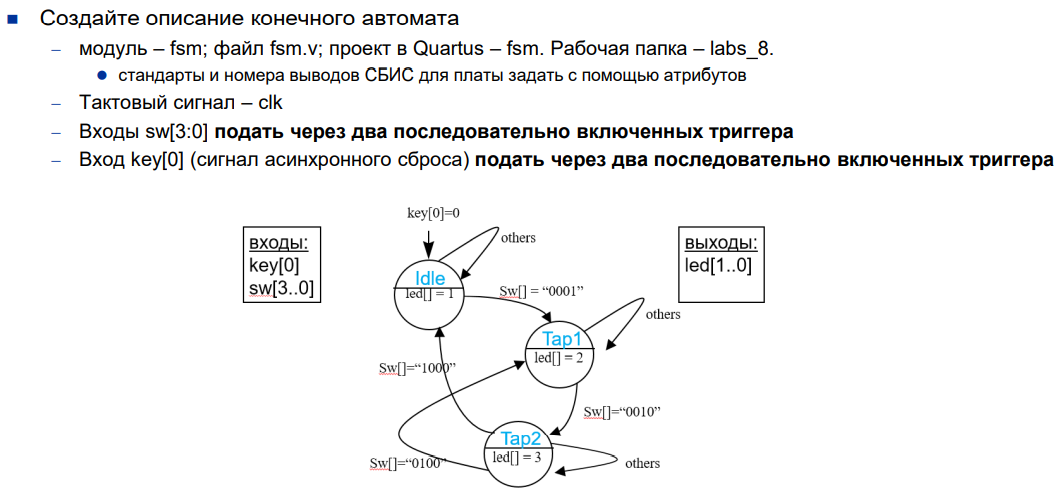 Создайте описание конечного автомата
– модуль – fsm; файл fsm.v; проект в Quartus – fsm. Рабочая папка – labs_8.
• стандарты и номера выводов СБИС для платы задать с помощью атрибутов
– Тактовый сигнал – clk
– Входы sw[3:0] подать через два последовательно включенных триггера
– Вход key[0] (сигнал асинхронного сброса) подать через два последовательно включенных триггера
key[0]=0
входы:
key[0]
sw[3..0]
others
выходы:
led[1..0]
Idle
led[] = 1
Sw[] = “0001”
others
Tap1
led[] = 2
Sw[]=“1000”
Sw[]=“0010”
Tap2
led[] = 3
Sw[]=“0100”
others